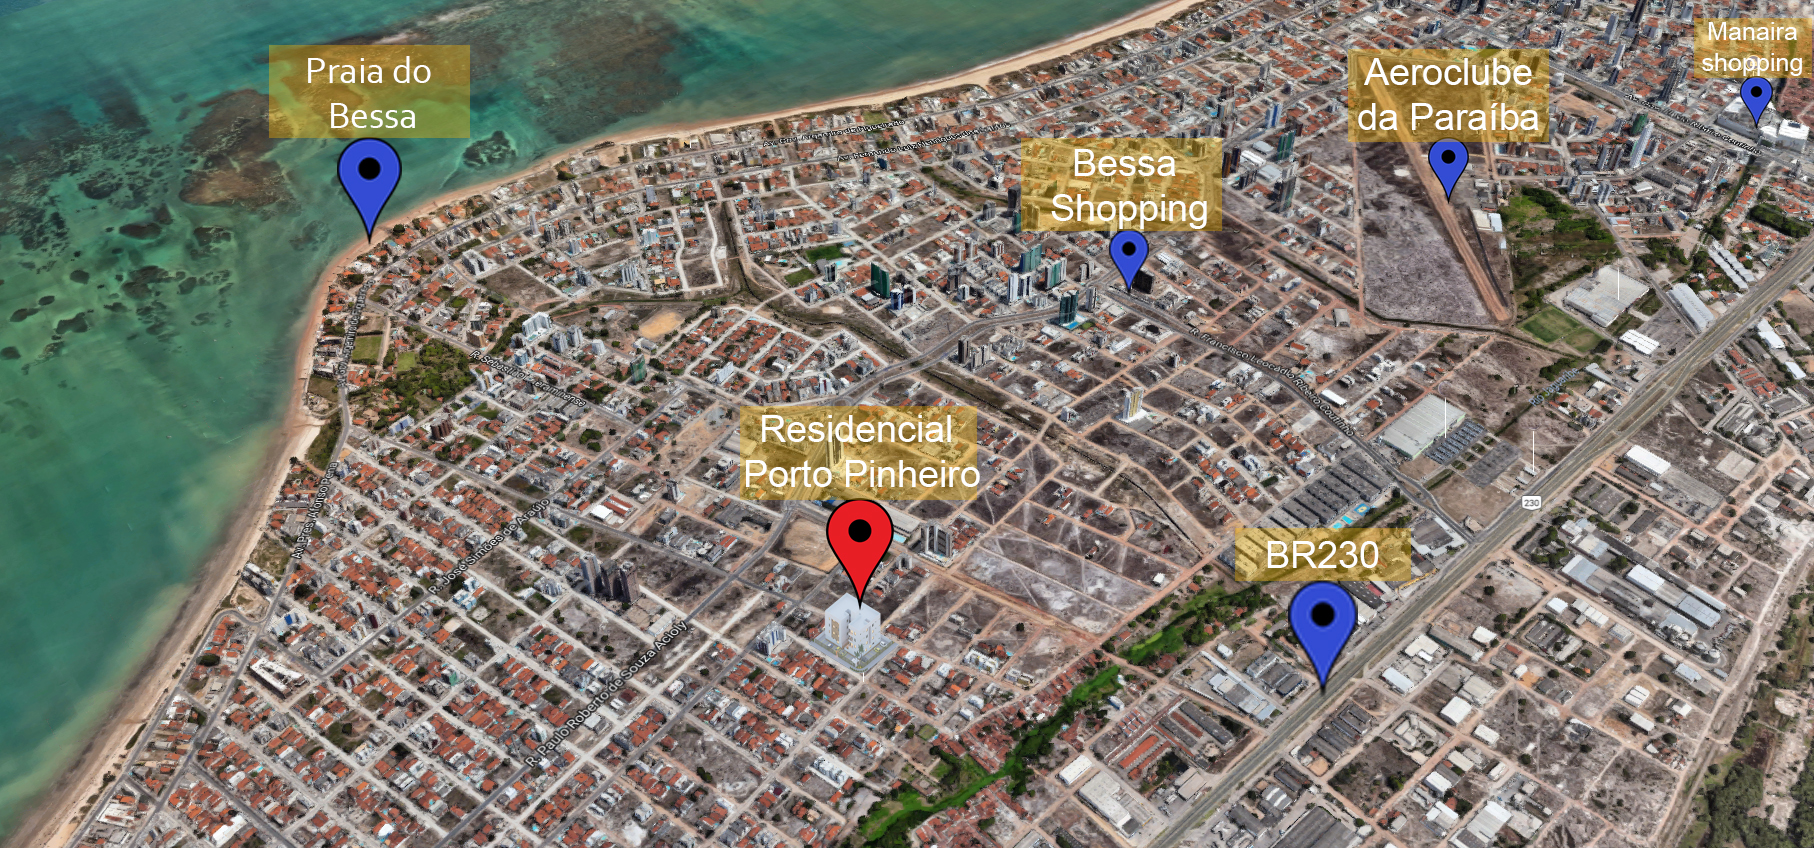 Manaira
shopping
Praia do
Bessa
Aeroclube
da Paraíba
Bessa
Shopping
R. Francisco Leocádio Ribeiro Coutinho
Residencial
Porto Pinheiro
230
BR230
R. José Simões de Araújo
R. Paulo Roberto de Souza Acioly